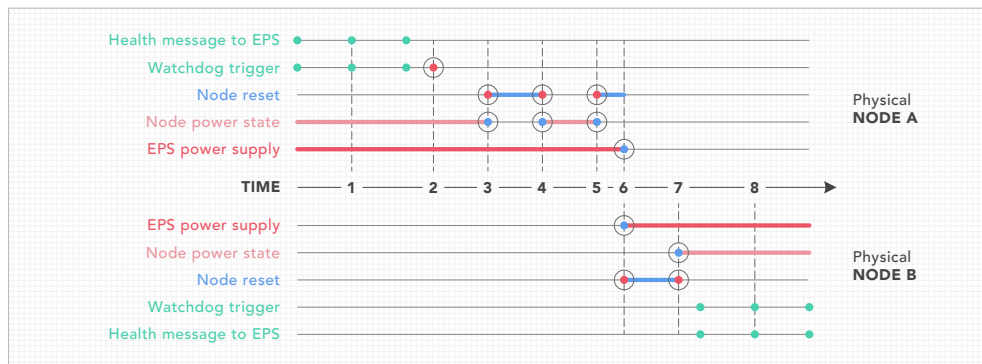 Health message to EPS
Watchdog trigger
Node reset
Node power state
EPS power supply
Physical
NODE A
TIME 1 2 3 4 5 6 7 8
EPS power supply
Node power state
Node reset
Watchdog trigger
Health message to EPS
Physical
NODE B